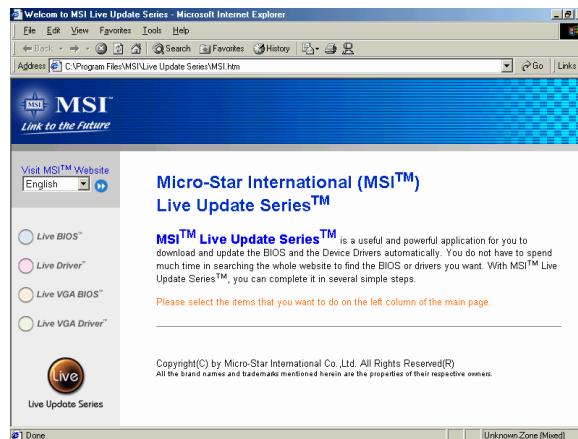 Welcom to MSI Live Update Series - Microsoft Internet Explorer
File Edit View Favorites Tools Help
Back Search Favorites History
Address C:\Program Files\MSI\Live Update Series\MSI.htm Go Links
MSI
MSI™
Link to the Future
Visit MSI™ Website
English
Live BIOS™
Live Driver™
Live VGA BIOS™
Live VGA Driver™
Live
Live Update Series
Micro-Star International (MSI™)
Live Update Series™
MSI™ Live Update Series™ is a useful and powerful application for you to
download and update the BIOS and the Device Drivers automatically. You do not have to spend
much time in searching the whole website to find the BIOS or drivers you want. With MSI™ Live
Update Series™, you can complete it in several simple steps.
Please select the items that you want to do on the left column of the main page.
Copyright(C) by Micro-Star International Co.,Ltd. All Rights Reserved(R)
All the brand names and trademarks mentioned herein are the properties of their respective owners.
Done Unknown Zone (Mixed)